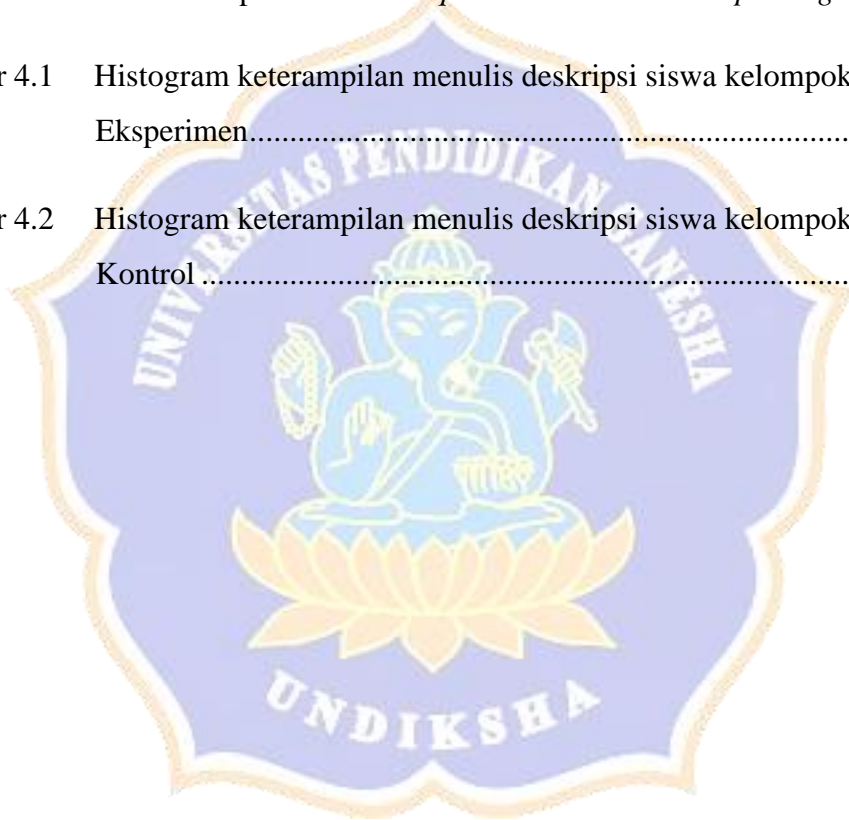 r 4.1 Histogram keterampilan menulis deskripsi siswa kelompok
Eksperimen............................................................................
r 4.2 Histogram keterampilan menulis deskripsi siswa kelompok
Kontrol ..................................................................................
UNIVERSITAS PENDIDIKAN GANESHA
UNDIKSHA